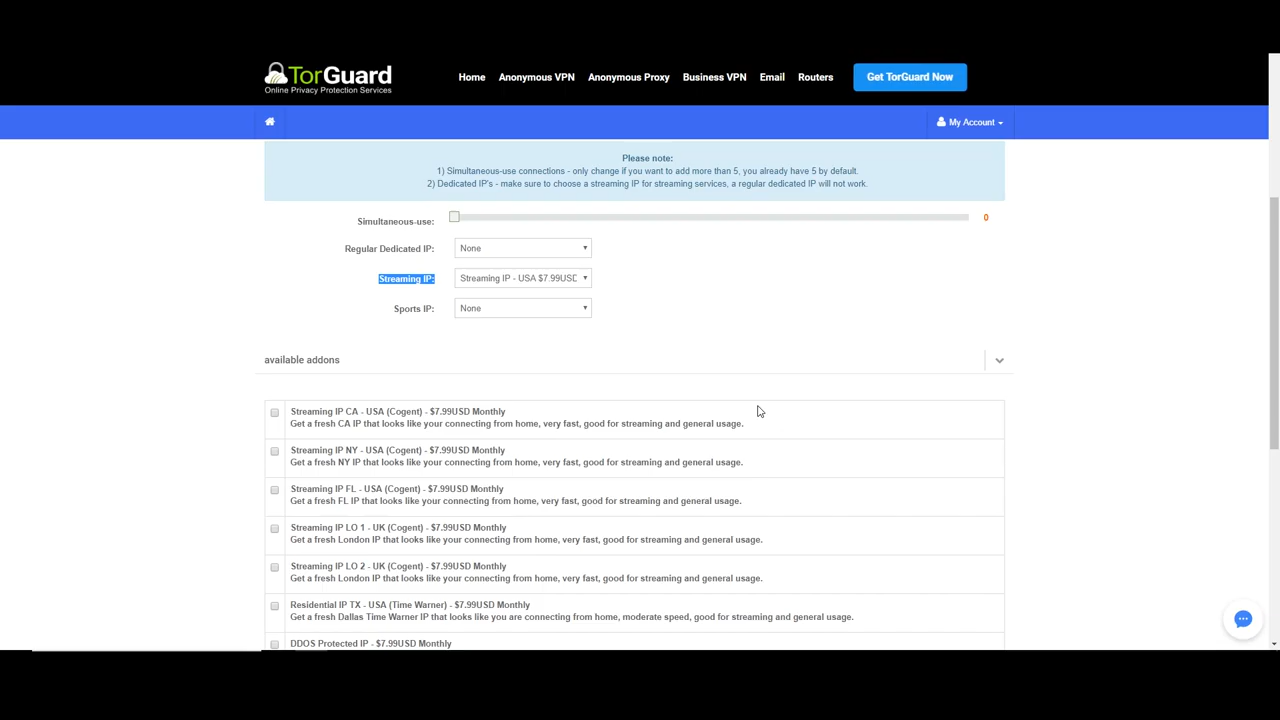 TorGuard
Online Privacy Protection Services
Home Anonymous VPN Anonymous Proxy Business VPN Email Routers Get TorGuard Now
My Account
Please note:
1) Simultaneous-use connections - only change if you want to add more than 5, you already have 5 by default.
2) Dedicated IP's - make sure to choose a streaming IP for streaming services, a regular dedicated IP will not work.
Simultaneous-use: 0
Regular Dedicated IP: None
Streaming IP: Streaming IP - USA $7.99USD
Sports IP: None
available addons
Streaming IP CA - USA (Cogent) - $7.99USD Monthly
Get a fresh CA IP that looks like your connecting from home, very fast, good for streaming and general usage.
Streaming IP NY - USA (Cogent) - $7.99USD Monthly
Get a fresh NY IP that looks like your connecting from home, very fast, good for streaming and general usage.
Streaming IP FL - USA (Cogent) - $7.99USD Monthly
Get a fresh FL IP that looks like your connecting from home, very fast, good for streaming and general usage.
Streaming IP LO 1 - UK (Cogent) - $7.99USD Monthly
Get a fresh London IP that looks like your connecting from home, very fast, good for streaming and general usage.
Streaming IP LO 2 - UK (Cogent) - $7.99USD Monthly
Get a fresh London IP that looks like your connecting from home, very fast, good for streaming and general usage.
Residential IP TX - USA (Time Warner) - $7.99USD Monthly
Get a fresh Dallas Time Warner IP that looks like you are connecting from home, moderate speed, good for streaming and general usage.
DDOS Protected IP - $7.99USD Monthly